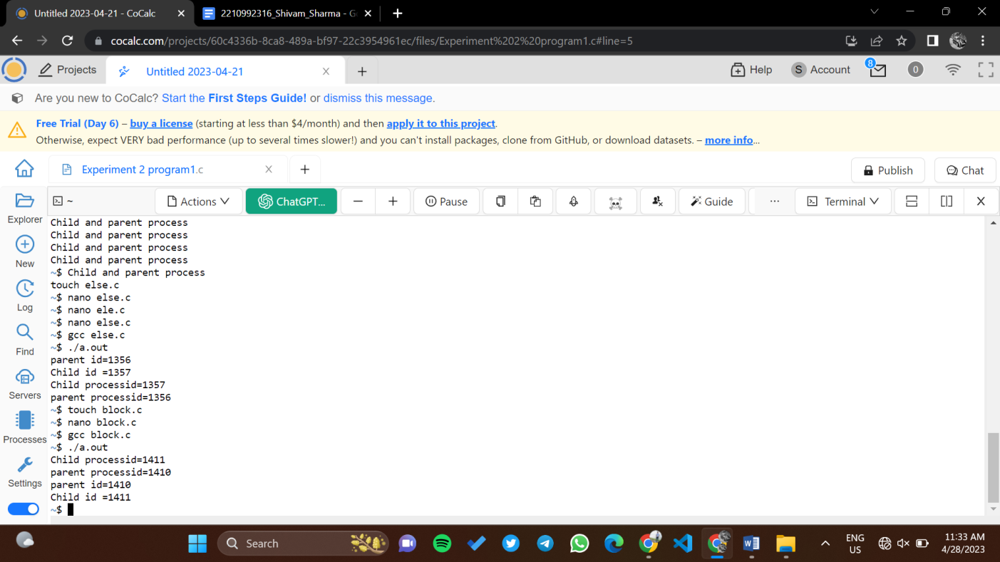 Untitled 2023-04-21 - CoCalc
2210992316_Shivam_Sharma - G
cocalc.com/projects/60c4336b-8ca8-489a-bf97-22c3954961ec/files/Experiment%202%20program1.c#line=5
Projects
Untitled 2023-04-21
Help
S Account
8
0
Are you new to CoCalc? Start the First Steps Guide! or dismiss this message.
Free Trial (Day 6) – buy a license (starting at less than $4/month) and then apply it to this project.
Otherwise, expect VERY bad performance (up to several times slower!) and you can't install packages, clone from GitHub, or download datasets. – more info...
Experiment 2 program1.c
Publish
Chat
~
Actions
ChatGPT...
Pause
Guide
Terminal
Explorer
New
Log
Find
Servers
Processes
Settings
Child and parent process
Child and parent process
Child and parent process
Child and parent process
~$ Child and parent process
touch else.c
~$ nano else.c
~$ nano ele.c
~$ nano else.c
~$ gcc else.c
~$ ./a.out
parent id=1356
Child id =1357
Child processid=1357
parent processid=1356
~$ touch block.c
~$ nano block.c
~$ gcc block.c
~$ ./a.out
Child processid=1411
parent processid=1410
parent id=1410
Child id =1411
~$
Search
ENG
US
11:33 AM
4/28/2023